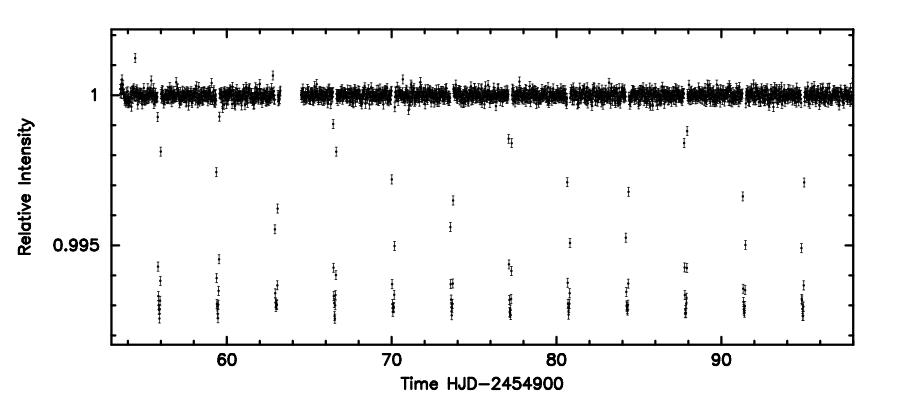 1
0.995
Relative Intensity
60 70 80 90
Time HJD−2454900